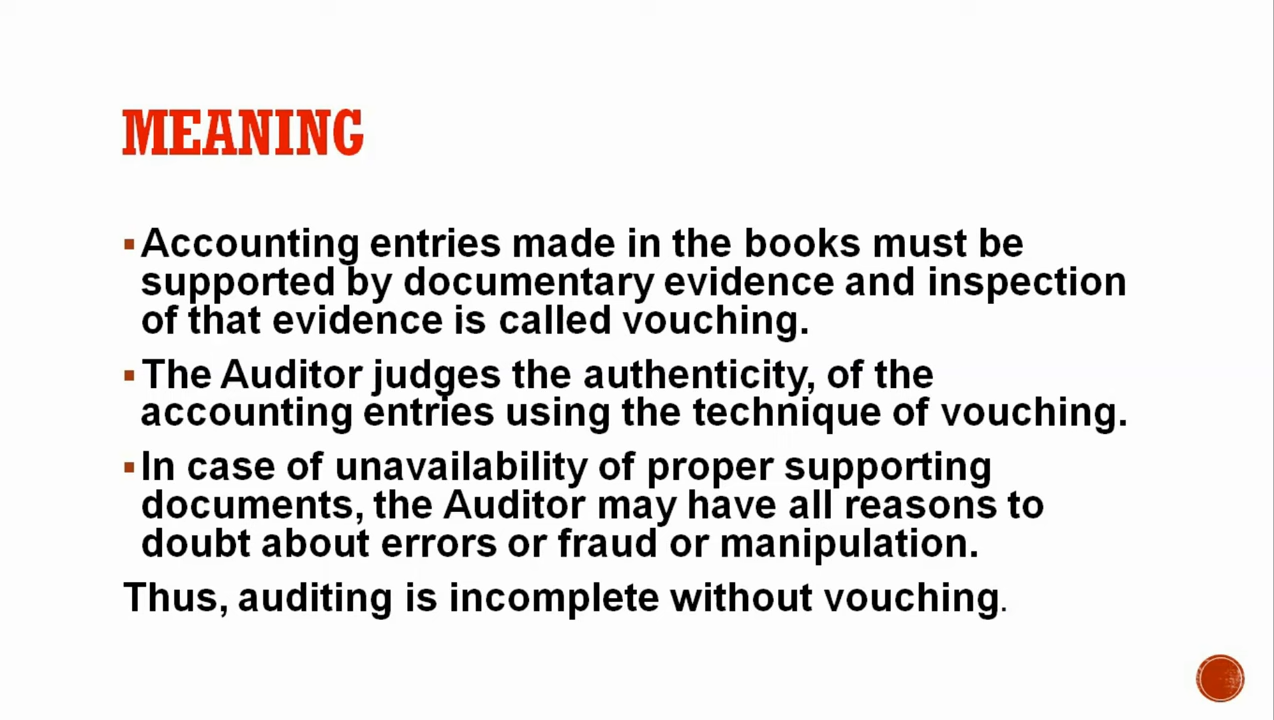 MEANING
▪Accounting entries made in the books must be
supported by documentary evidence and inspection
of that evidence is called vouching.
▪The Auditor judges the authenticity, of the
accounting entries using the technique of vouching.
▪In case of unavailability of proper supporting
documents, the Auditor may have all reasons to
doubt about errors or fraud or manipulation.
Thus, auditing is incomplete without vouching.